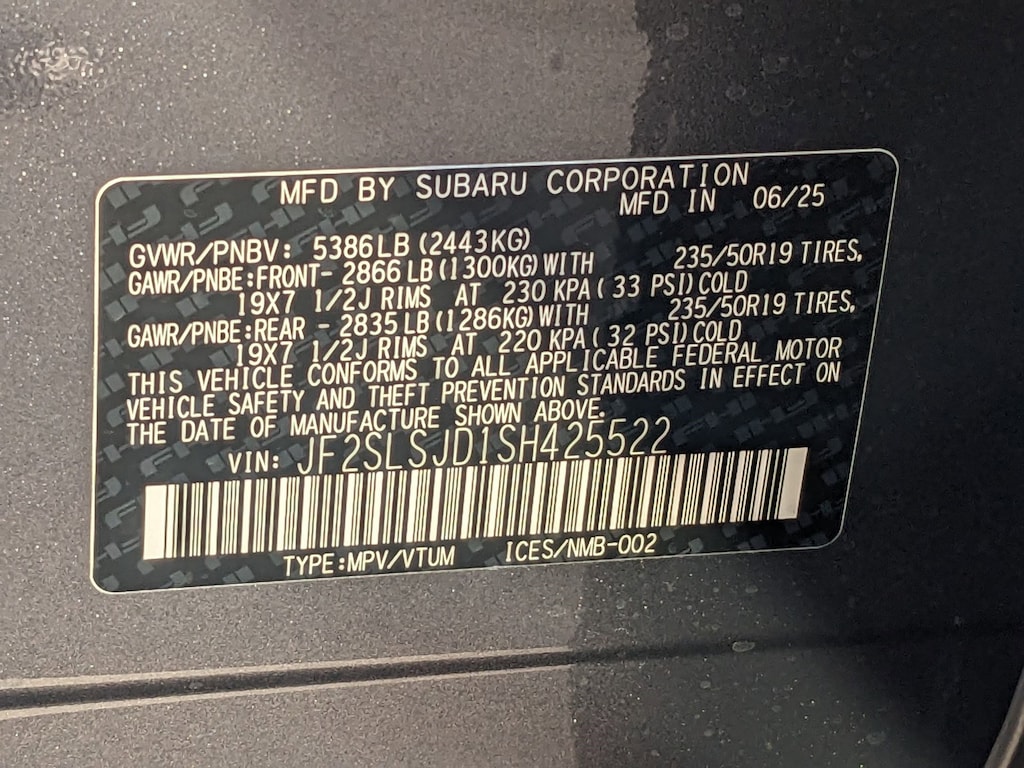 MFD BY SUBARU CORPORATION
MFD IN 06/25
GVWR/PNBV: 5386LB(2443KG)
GAWR/PNBE:FRONT- 2866LB(1300KG)WITH 235/50R19 TIRES,
19X7 1/2J RIMS AT 230 KPA( 33 PSI)COLD
GAWR/PNBE:REAR - 2835LB(1286KG)WITH 235/50R19 TIRES,
19X7 1/2J RIMS AT 220 KPA( 32 PSI)COLD
THIS VEHICLE CONFORMS TO ALL APPLICABLE FEDERAL MOTOR
VEHICLE SAFETY AND THEFT PREVENTION STANDARDS IN EFFECT ON
THE DATE OF MANUFACTURE SHOWN ABOVE.
VIN: JF2SLSJD1SH425522
TYPE:MPV/VTUM ICES/NMB-002